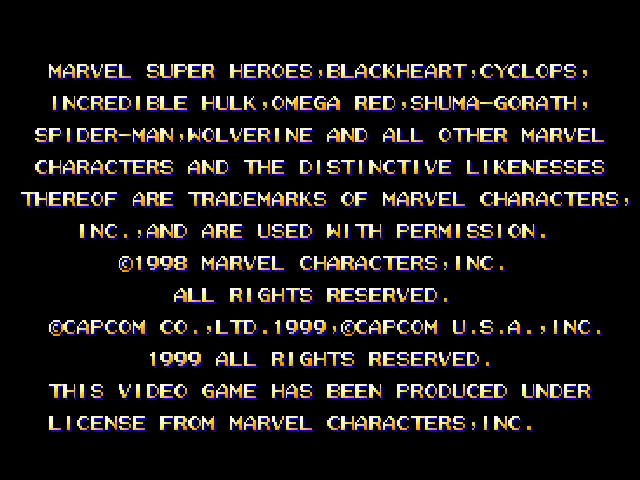 MARVEL SUPER HEROES,BLACKHEART,CYCLOPS,
INCREDIBLE HULK,OMEGA RED,SHUMA-GORATH,
SPIDER-MAN,WOLVERINE AND ALL OTHER MARVEL
CHARACTERS AND THE DISTINCTIVE LIKENESSES
THEREOF ARE TRADEMARKS OF MARVEL CHARACTERS,
INC.,AND ARE USED WITH PERMISSION.
©1998 MARVEL CHARACTERS,INC.
ALL RIGHTS RESERVED.
©CAPCOM CO.,LTD.1999,©CAPCOM U.S.A.,INC.
1999 ALL RIGHTS RESERVED.
THIS VIDEO GAME HAS BEEN PRODUCED UNDER
LICENSE FROM MARVEL CHARACTERS,INC.